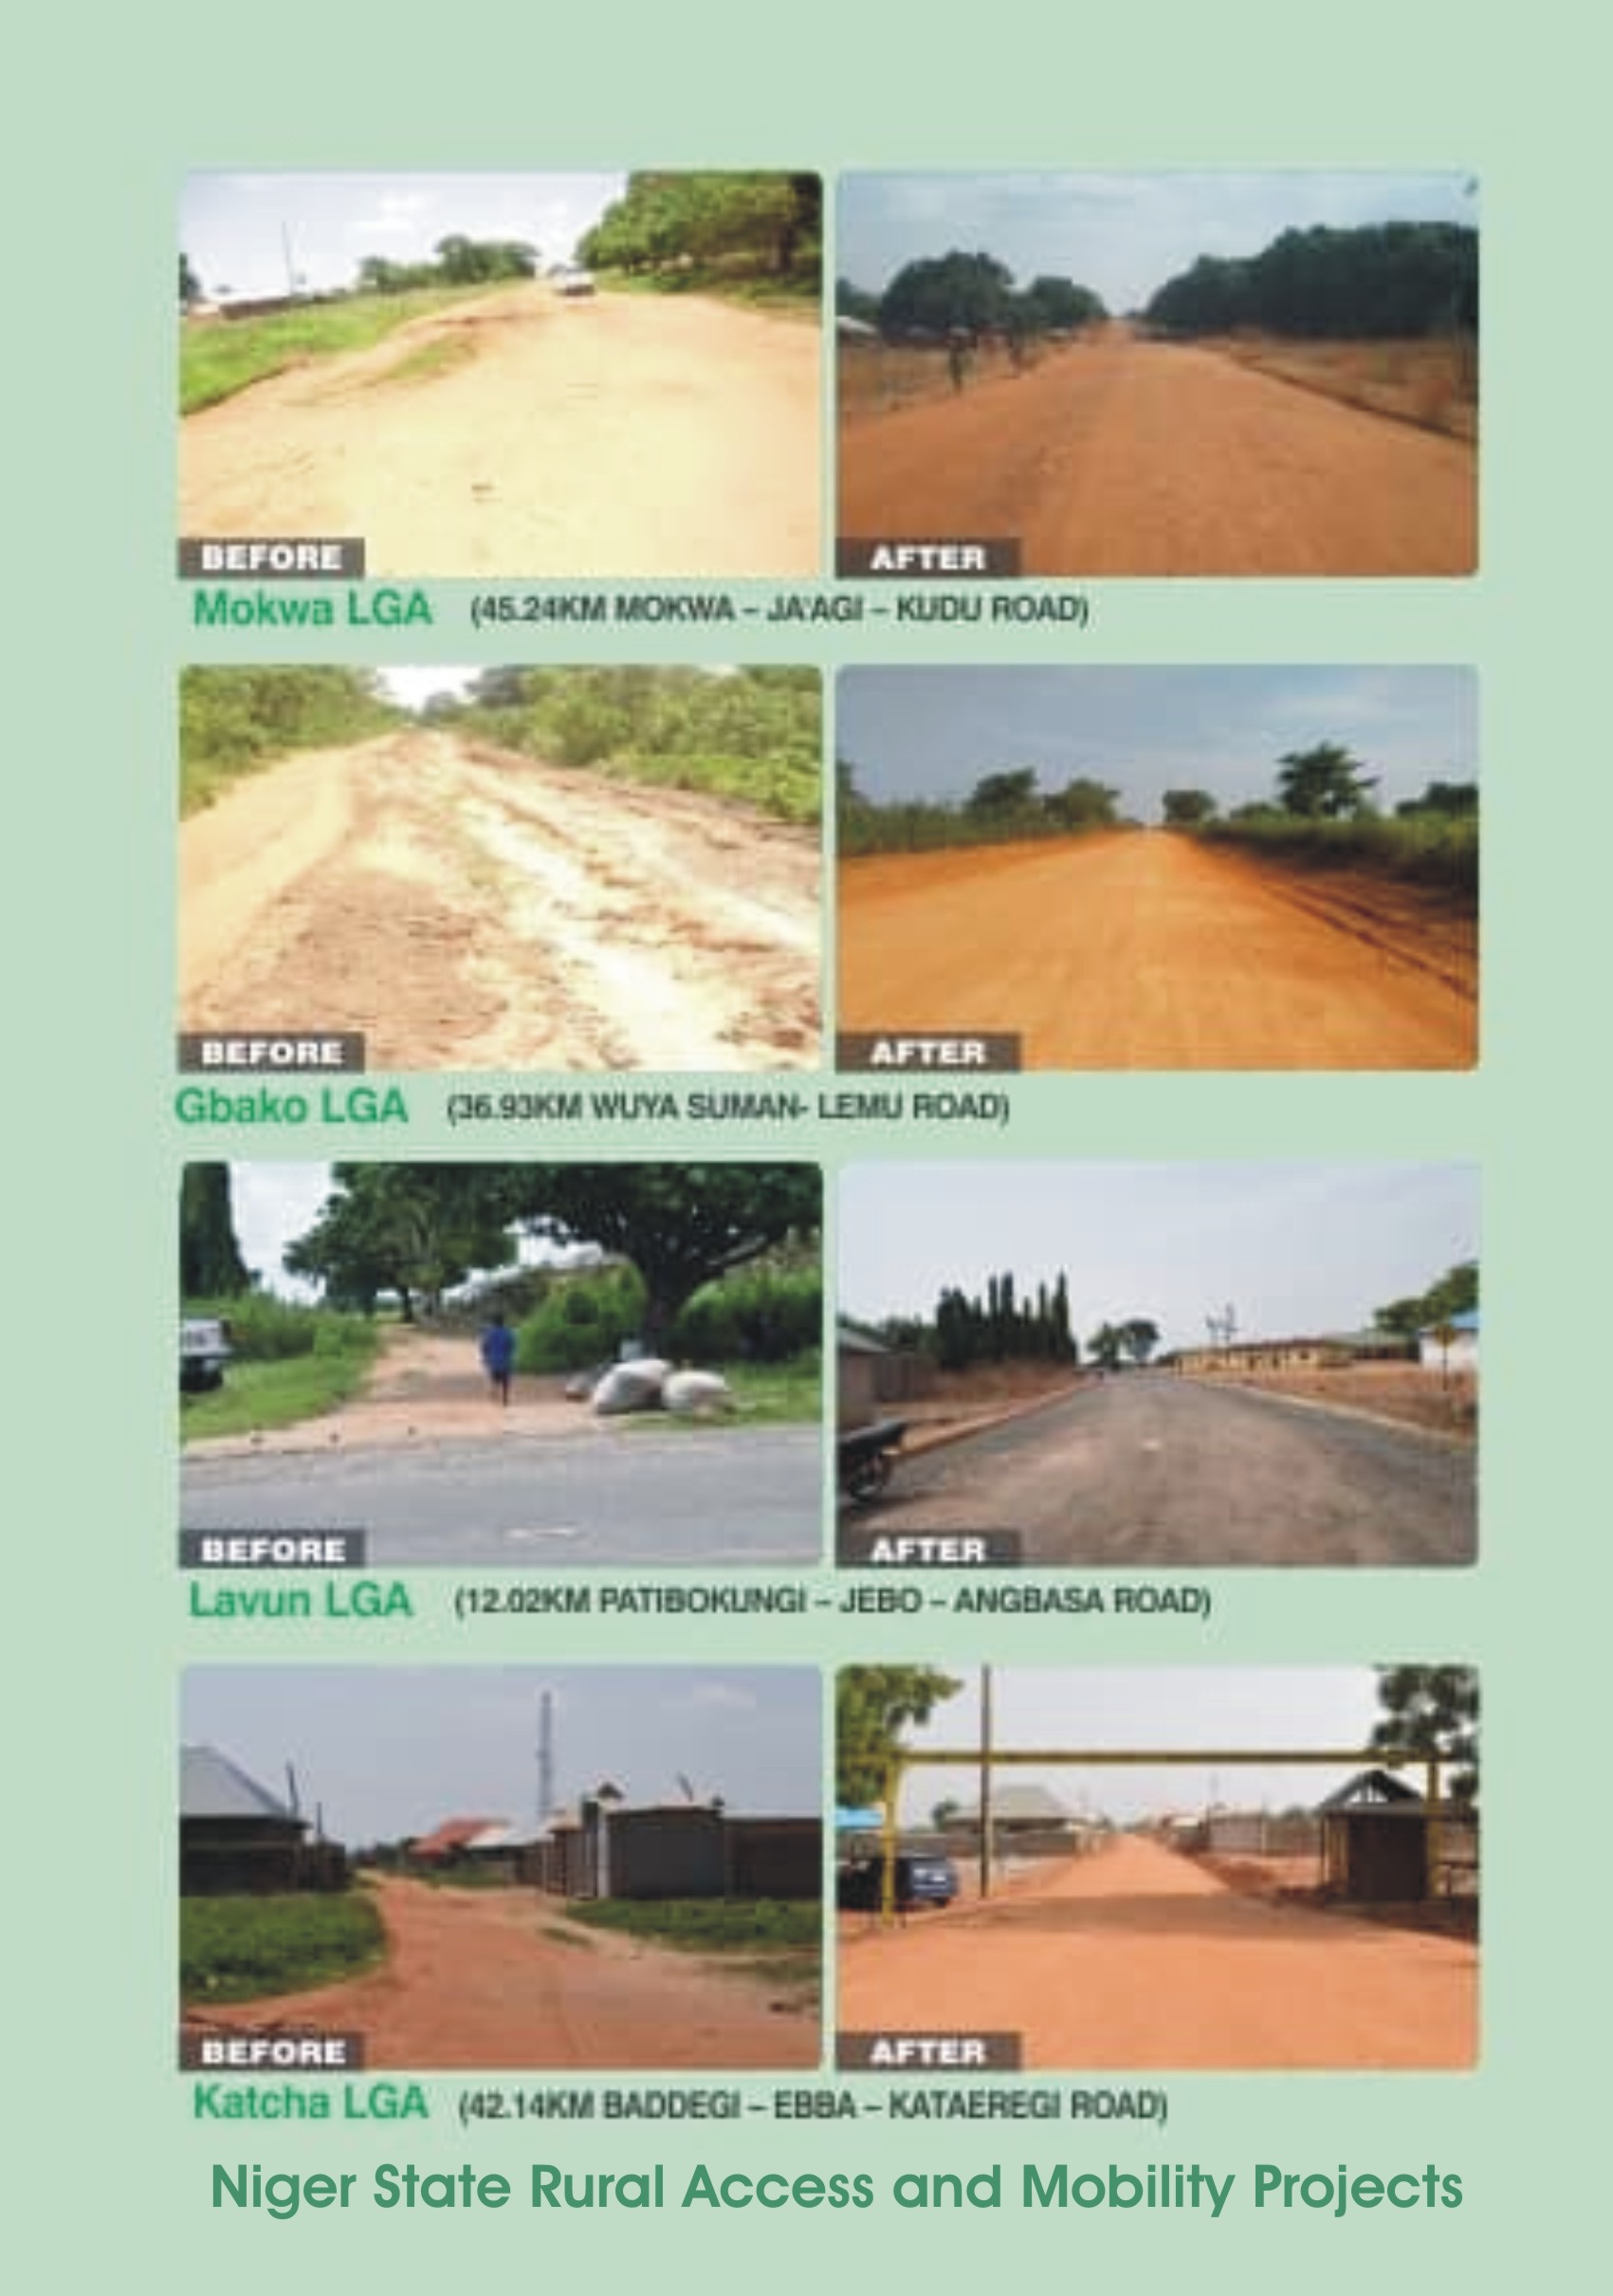 BEFORE
AFTER
Mokwa LGA (45.24KM MOKWA – JA'AGI – KUDU ROAD)
BEFORE
AFTER
Gbako LGA (36.93KM WUYA SUMAN- LEMU ROAD)
BEFORE
AFTER
Lavun LGA (12.02KM PATIBOKUNGI – JEBO – ANGBASA ROAD)
BEFORE
AFTER
Katcha LGA (42.14KM BADDEGI – EBBA – KATAEREGI ROAD)
Niger State Rural Access and Mobility Projects